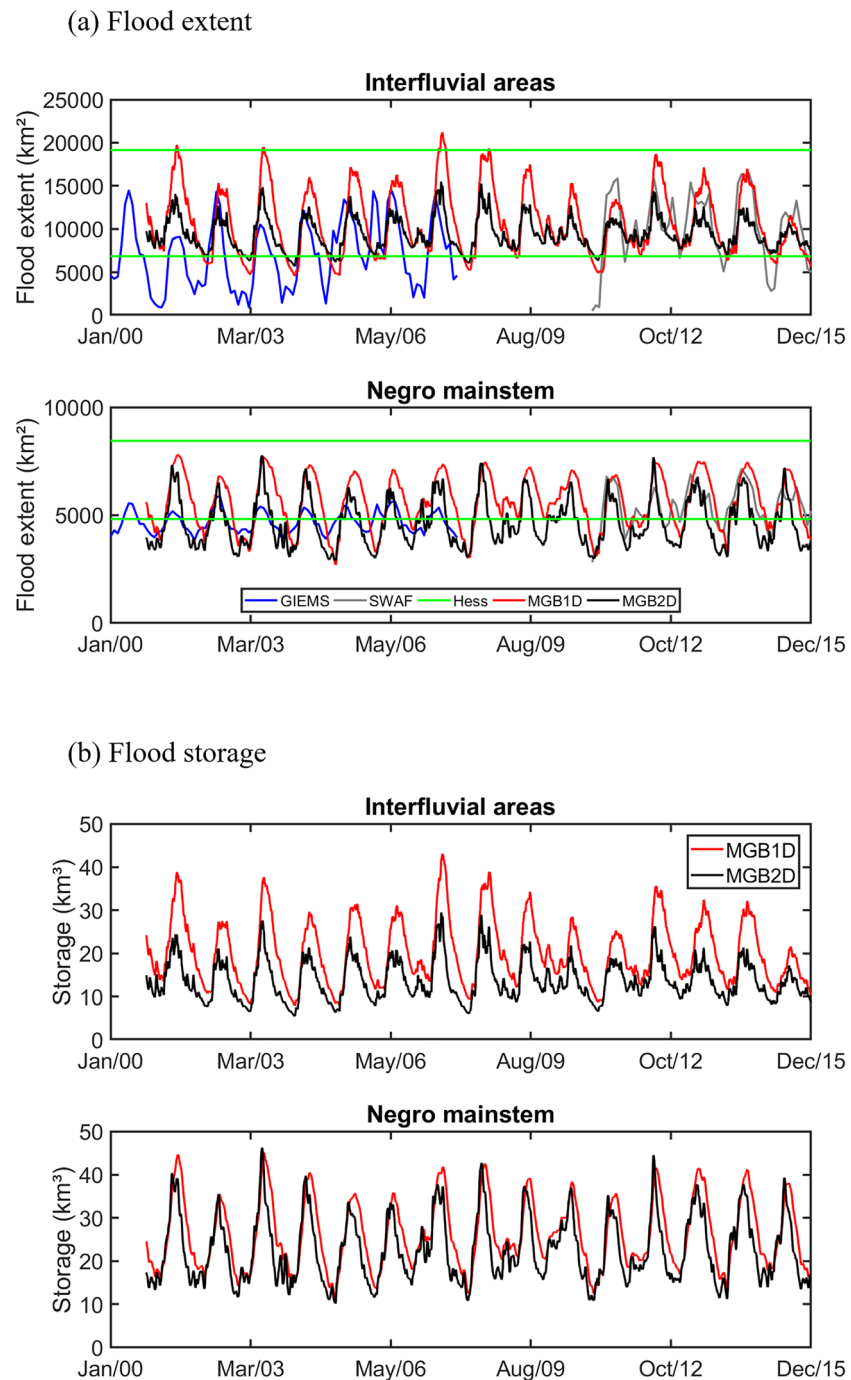 (a) Flood extent
Interfluvial areas
Flood extent (km²)
25000
20000
15000
10000
5000
0
Jan/00 Mar/03 May/06 Aug/09 Oct/12 Dec/15
Negro mainstem
Flood extent (km²)
10000
5000
0
GIEMS SWAF Hess MGB1D MGB2D
Jan/00 Mar/03 May/06 Aug/09 Oct/12 Dec/15
(b) Flood storage
Interfluvial areas
Storage (km³)
50
40
30
20
10
0
MGB1D
MGB2D
Jan/00 Mar/03 May/06 Aug/09 Oct/12 Dec/15
Negro mainstem
Storage (km³)
50
40
30
20
10
0
Jan/00 Mar/03 May/06 Aug/09 Oct/12 Dec/15